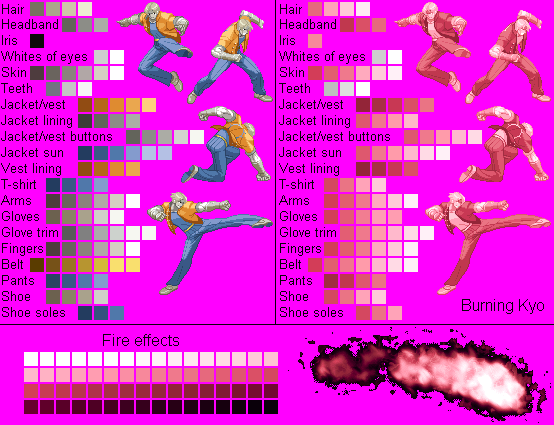 Hair
Headband
Iris
Whites of eyes
Skin
Teeth
Jacket/vest
Jacket lining
Jacket/vest buttons
Jacket sun
Vest lining
T-shirt
Arms
Gloves
Glove trim
Fingers
Belt
Pants
Shoe
Shoe soles
Hair
Headband
Iris
Whites of eyes
Skin
Teeth
Jacket/vest
Jacket lining
Jacket/vest buttons
Jacket sun
Vest lining
T-shirt
Arms
Gloves
Glove trim
Fingers
Belt
Pants
Shoe
Shoe soles
Burning Kyo
Fire effects